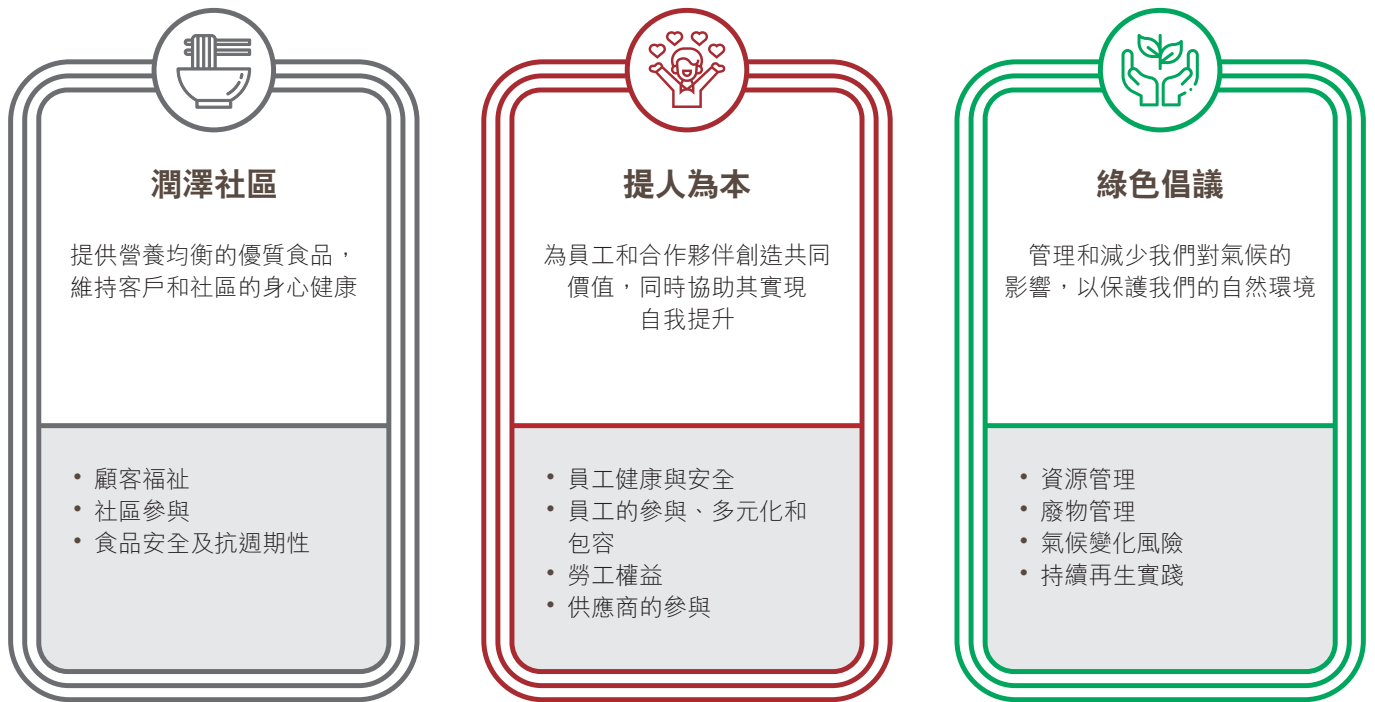 潤澤社區
提供營養均衡的優質食品，
維持客戶和社區的身心健康
• 顧客福祉
• 社區參與
• 食品安全及抗週期性
提人為本
為員工和合作夥伴創造共同
價值，同時協助其實現
自我提升
• 員工健康與安全
• 員工的參與、多元化和
包容
• 勞工權益
• 供應商的參與
綠色倡議
管理和減少我們對氣候的
影響，以保護我們的自然環境
• 資源管理
• 廢物管理
• 氣候變化風險
• 持續再生實踐